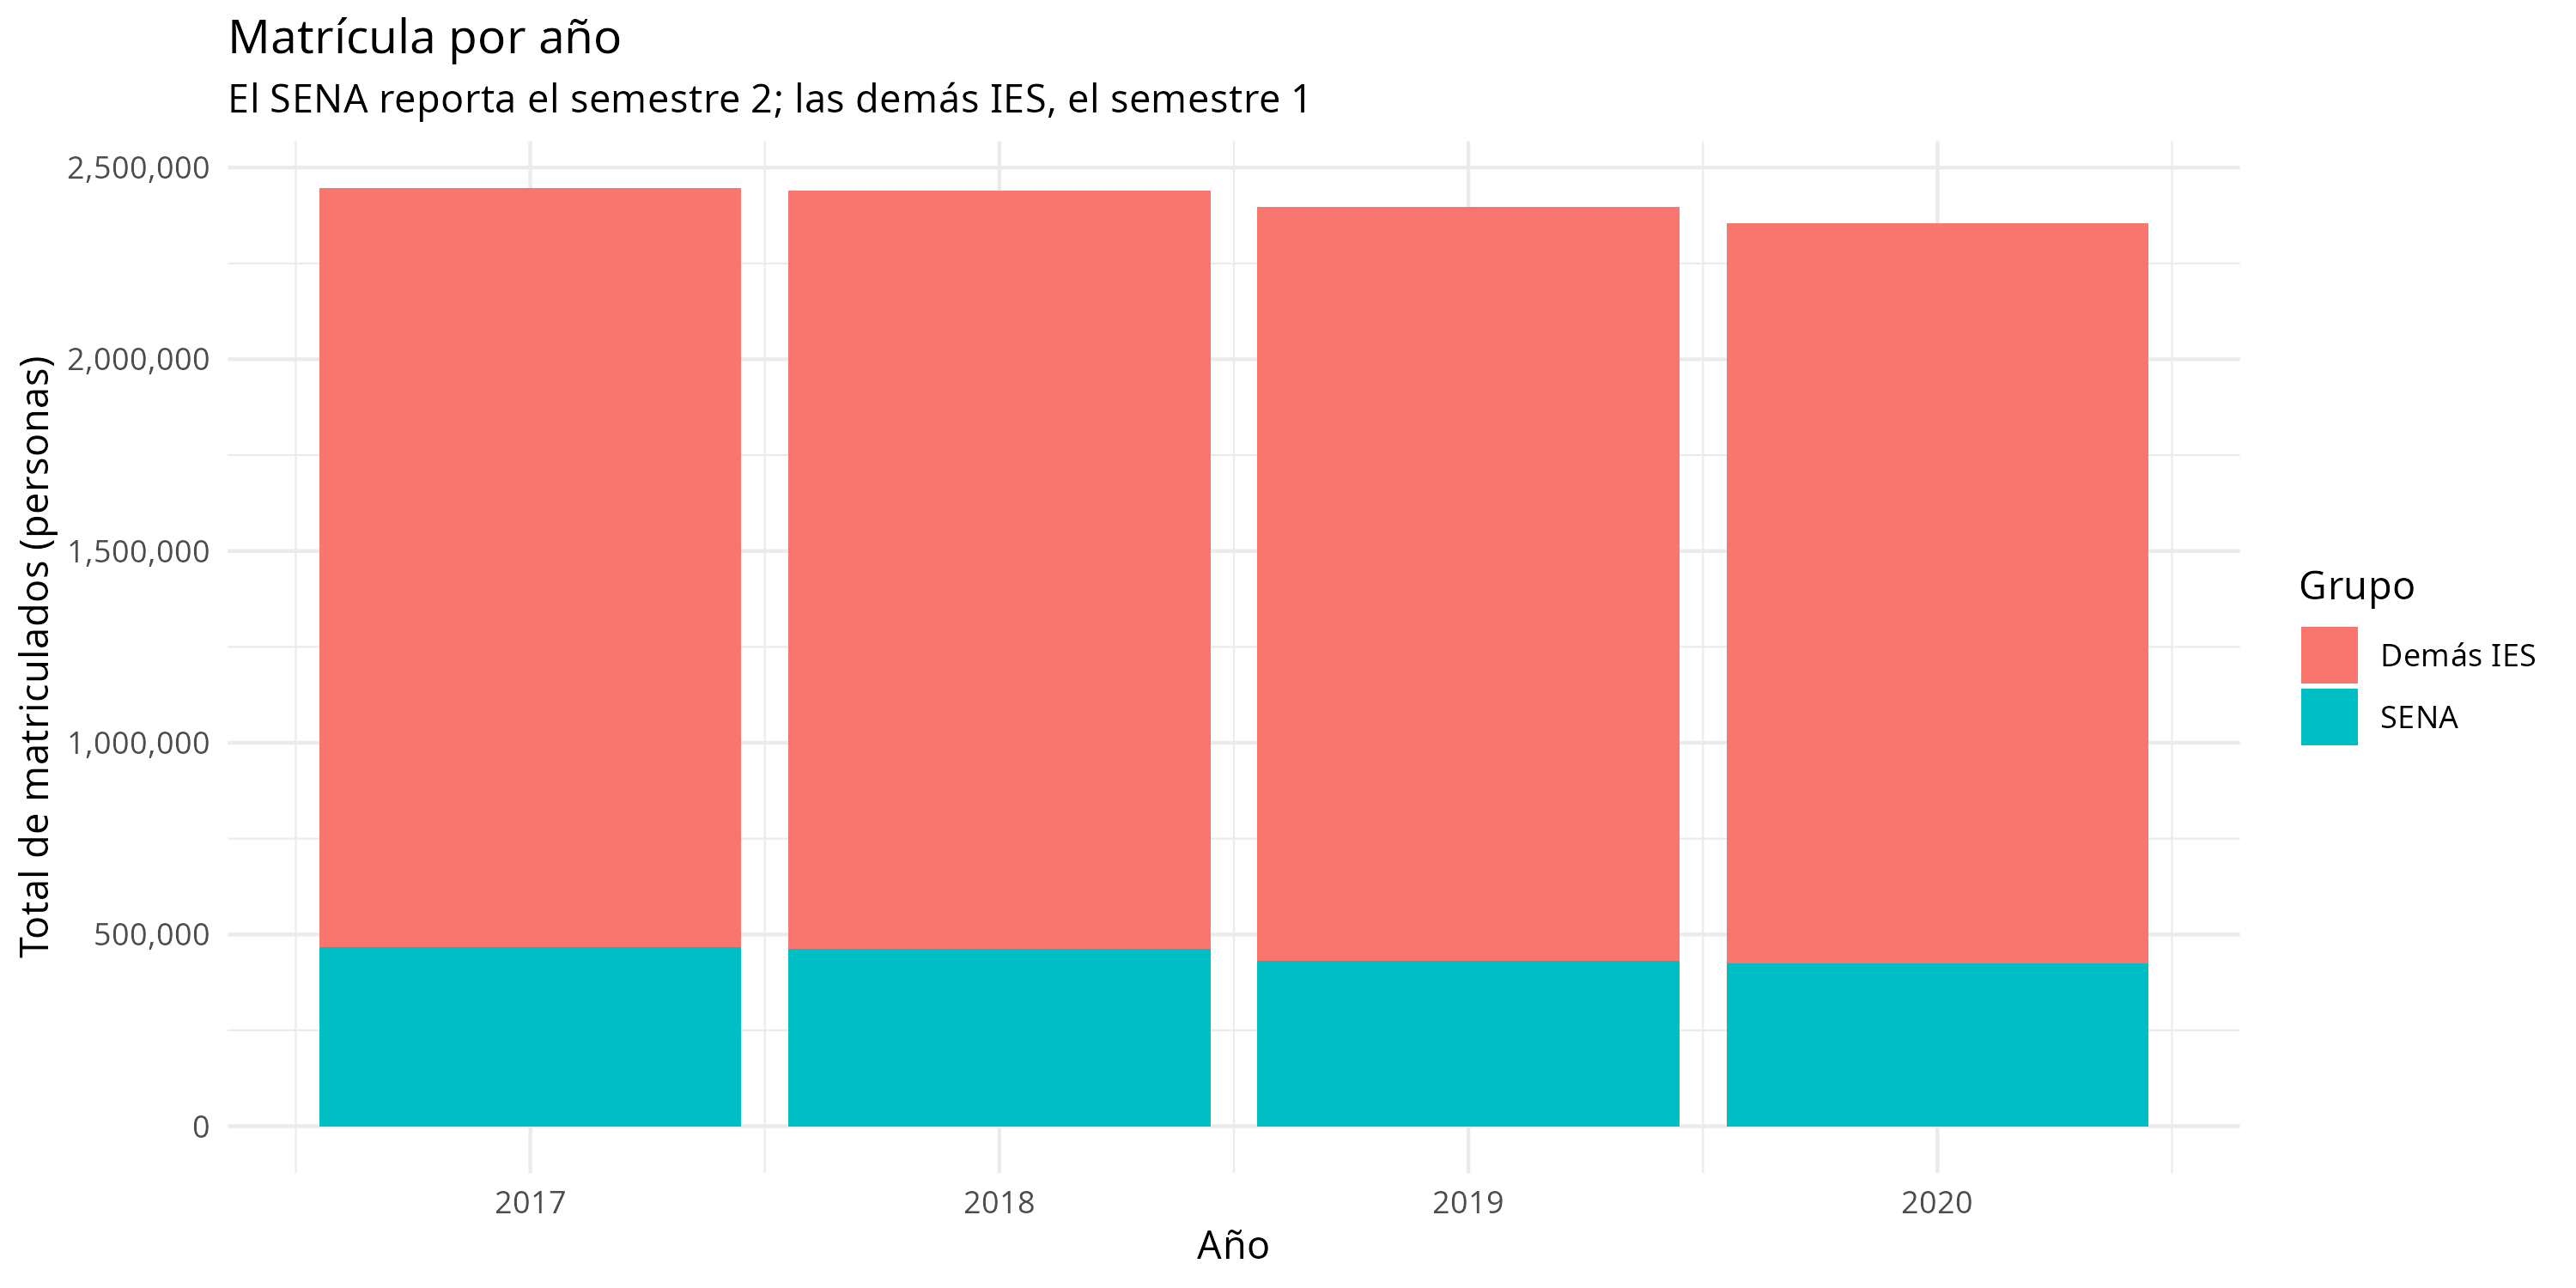 Matrícula por año
El SENA reporta el semestre 2; las demás IES, el semestre 1
Total de matriculados (personas)
2,500,000
2,000,000
1,500,000
1,000,000
500,000
0
2017
2018
2019
2020
Año
Grupo
Demás IES
SENA